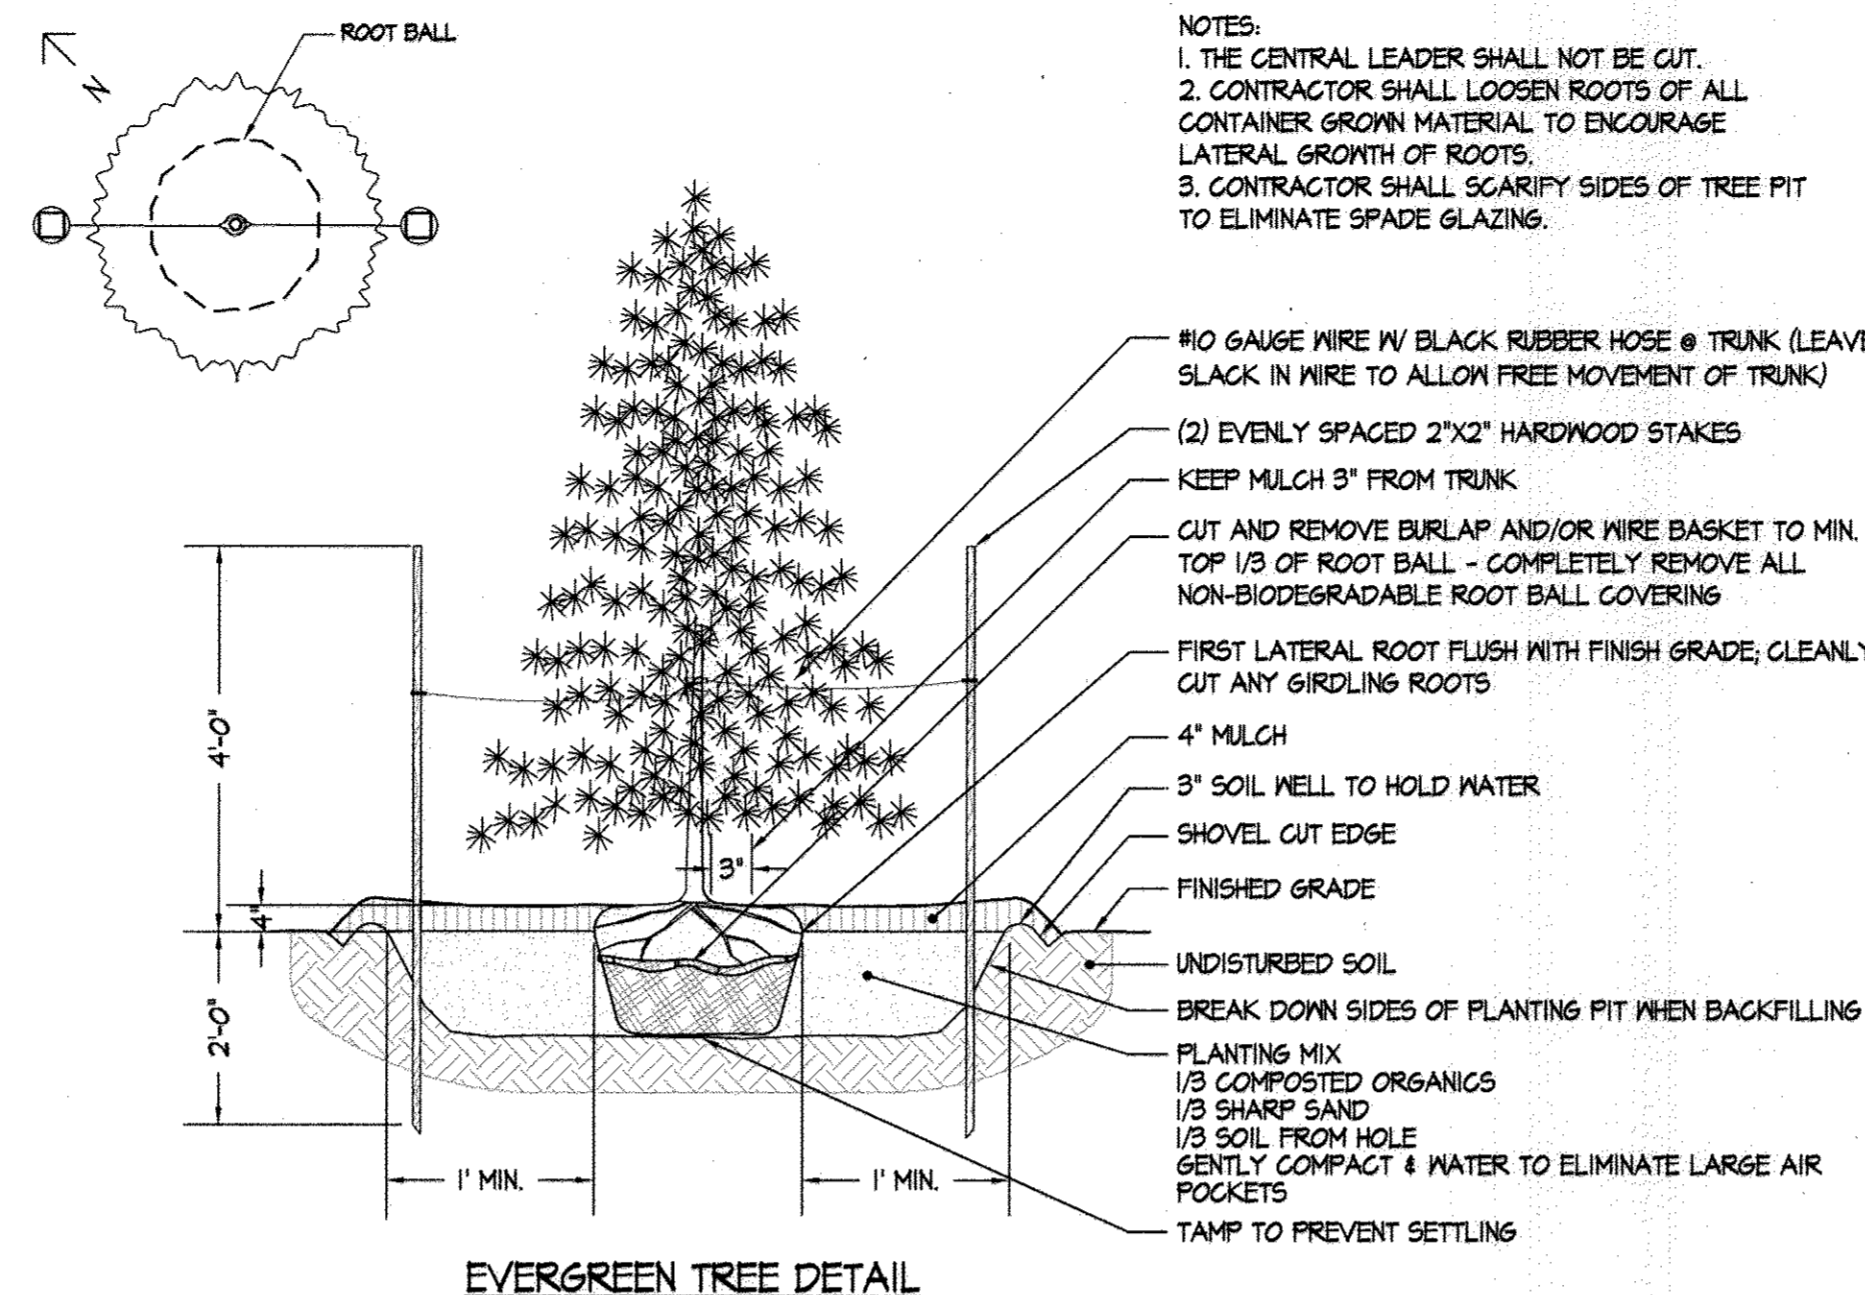 ROOT BALL
N
NOTES:
1. THE CENTRAL LEADER SHALL NOT BE CUT.
2. CONTRACTOR SHALL LOOSEN ROOTS OF ALL
CONTAINER GROWN MATERIAL TO ENCOURAGE
LATERAL GROWTH OF ROOTS.
3. CONTRACTOR SHALL SCARIFY SIDES OF TREE PIT
TO ELIMINATE SPADE GLAZING.
#10 GAUGE WIRE W/ BLACK RUBBER HOSE @ TRUNK (LEAVE
SLACK IN WIRE TO ALLOW FREE MOVEMENT OF TRUNK)
(2) EVENLY SPACED 2"X2" HARDWOOD STAKES
KEEP MULCH 3" FROM TRUNK
CUT AND REMOVE BURLAP AND/OR WIRE BASKET TO MIN.
TOP 1/3 OF ROOT BALL - COMPLETELY REMOVE ALL
NON-BIODEGRADABLE ROOT BALL COVERING
FIRST LATERAL ROOT FLUSH WITH FINISH GRADE; CLEANLY
CUT ANY GIRDLING ROOTS
4" MULCH
3" SOIL WELL TO HOLD WATER
SHOVEL CUT EDGE
FINISHED GRADE
UNDISTURBED SOIL
BREAK DOWN SIDES OF PLANTING PIT WHEN BACKFILLING
PLANTING MIX
1/3 COMPOSTED ORGANICS
1/3 SHARP SAND
1/3 SOIL FROM HOLE
GENTLY COMPACT & WATER TO ELIMINATE LARGE AIR
POCKETS
TAMP TO PREVENT SETTLING
4'-0"
3"
4"
2'-0"
1' MIN.
1' MIN.
EVERGREEN TREE DETAIL